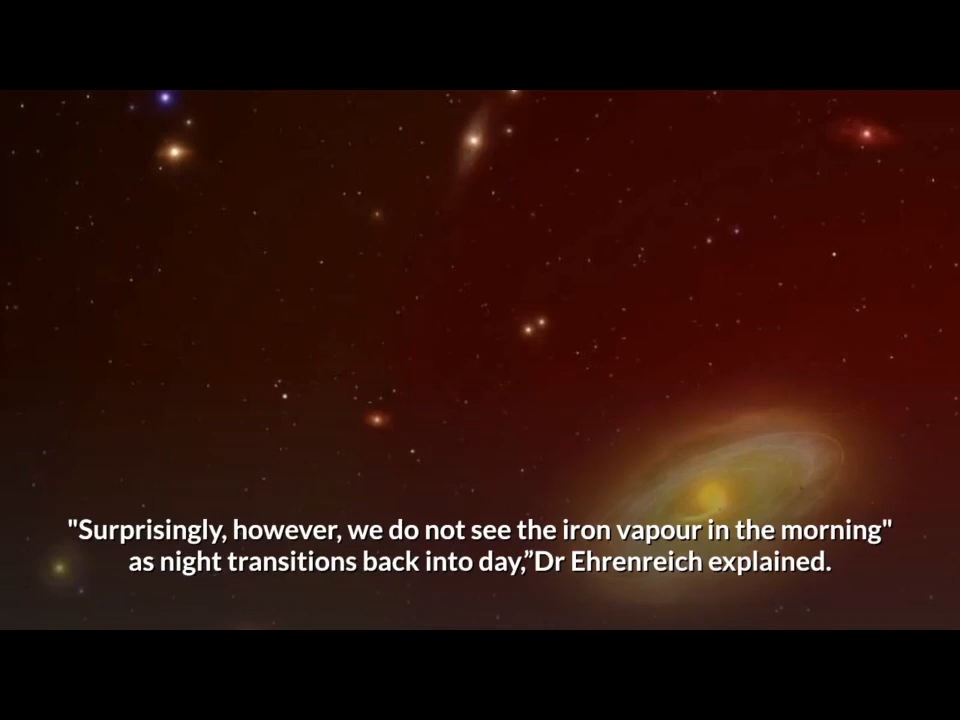 "Surprisingly, however, we do not see the iron vapour in the morning"
as night transitions back into day,”Dr Ehrenreich explained.